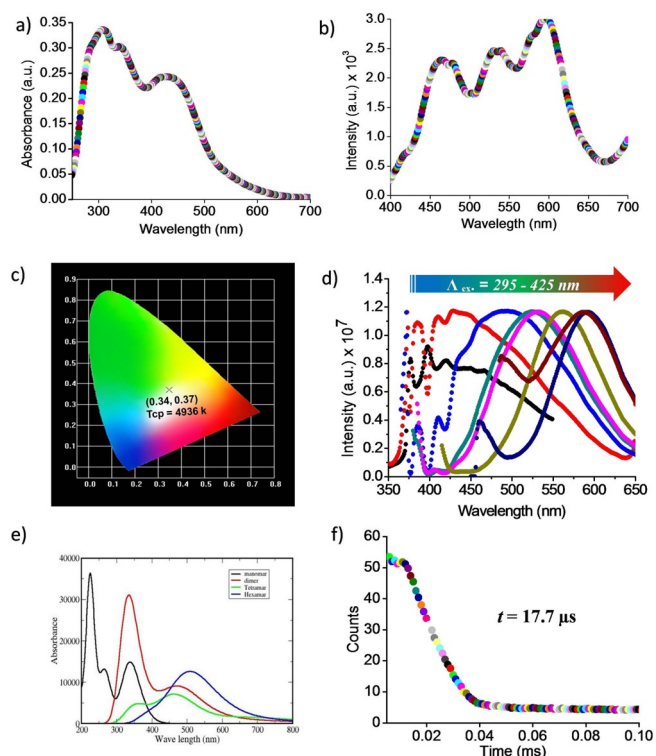 a)
0.35
0.30
0.25
0.20
0.15
0.10
0.05
0.00
Absorbance (a.u.)
300 400 500 600 700
Wavelength (nm)
b)
3.0
2.5
2.0
1.5
1.0
0.5
0.0
Intensity (a.u.) x 10³
400 450 500 550 600 650 700
Wavelegth (nm)
c)
0.9
0.8
0.7
0.6
0.5
0.4
0.3
0.2
0.1
0.0
(0.34, 0.37)
Tcp = 4936 k
0.0 0.1 0.2 0.3 0.4 0.5 0.6 0.7 0.8
d)
Λ ex. = 295 - 425 nm
1.4
1.2
1.0
0.8
0.6
0.4
0.2
0.0
Intensity (a.u.) x 10⁷
350 400 450 500 550 600 650
Wavelength (nm)
e)
40000
30000
20000
10000
0
Absorbance
manomar
dimer
Tetramar
Hexamar
200 300 400 500 600 700 800
Wave length (nm)
f)
60
50
40
30
20
10
0
Counts
t = 17.7 µs
0.02 0.04 0.06 0.08 0.10
Time (ms)